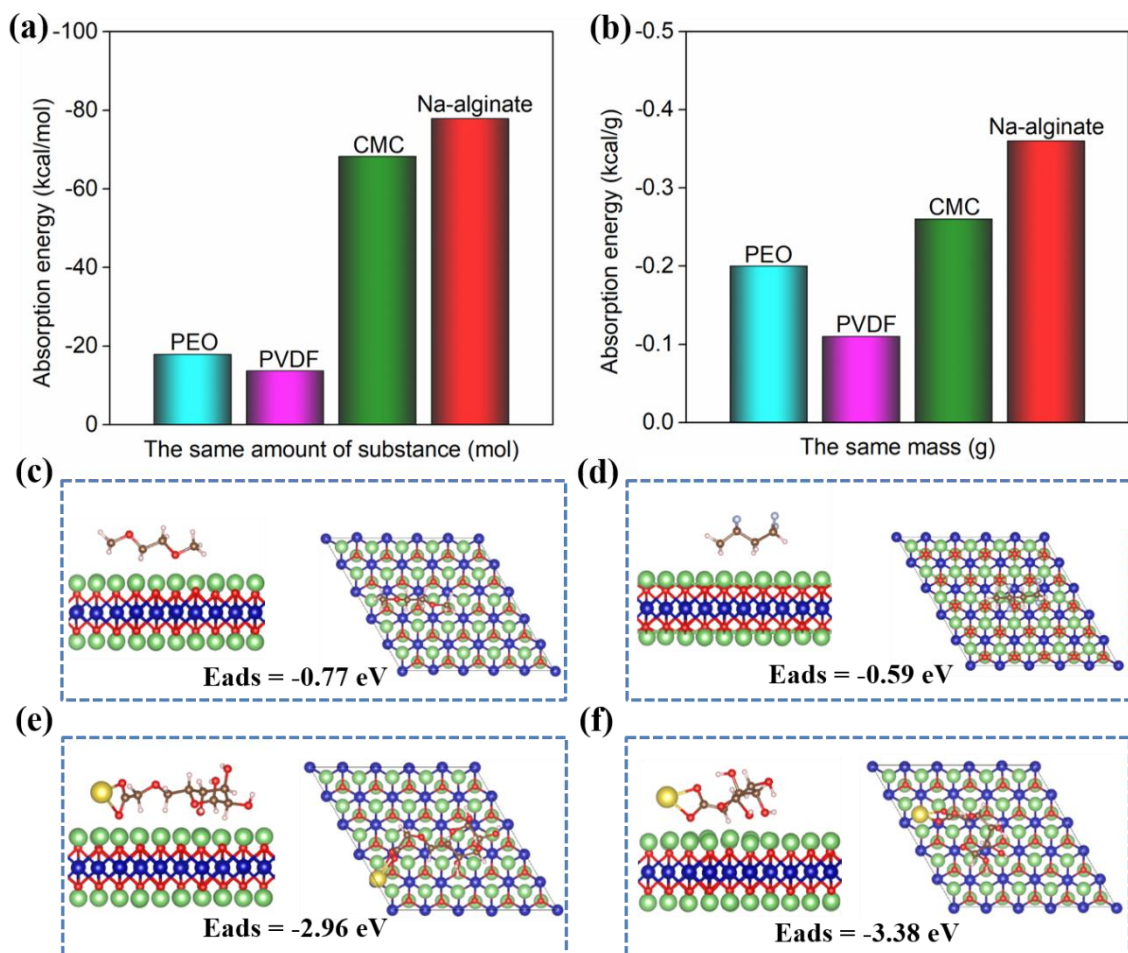 (a)
-100
-80
-60
-40
-20
0
Absorption energy (kcal/mol)
PEO
PVDF
CMC
Na-alginate
The same amount of substance (mol)
(b)
-0.5
-0.4
-0.3
-0.2
-0.1
0.0
Absorption energy (kcal/g)
PEO
PVDF
CMC
Na-alginate
The same mass (g)
(c)
Eads = -0.77 eV
(d)
Eads = -0.59 eV
(e)
Eads = -2.96 eV
(f)
Eads = -3.38 eV